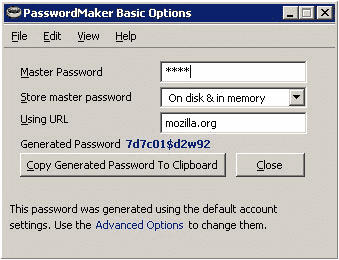 PasswordMaker Basic Options
File Edit View Help
Master Password ****
Store master password On disk & in memory
Using URL mozilla.org
Generated Password 7d7c01$d2w92
Copy Generated Password To Clipboard Close
This password was generated using the default account
settings. Use the Advanced Options to change them.